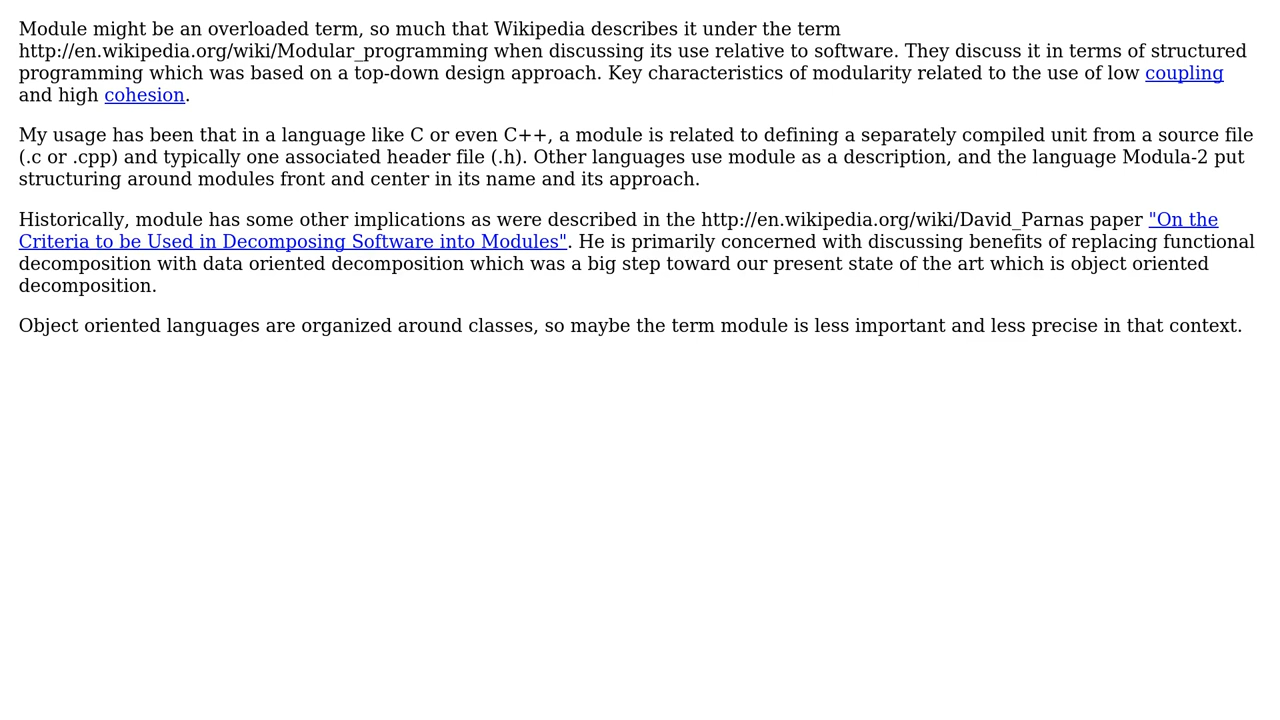 Module might be an overloaded term, so much that Wikipedia describes it under the term
http://en.wikipedia.org/wiki/Modular_programming when discussing its use relative to software. They discuss it in terms of structured
programming which was based on a top-down design approach. Key characteristics of modularity related to the use of low coupling
and high cohesion.
My usage has been that in a language like C or even C++, a module is related to defining a separately compiled unit from a source file
(.c or .cpp) and typically one associated header file (.h). Other languages use module as a description, and the language Modula-2 put
structuring around modules front and center in its name and its approach.
Historically, module has some other implications as were described in the http://en.wikipedia.org/wiki/David_Parnas paper "On the
Criteria to be Used in Decomposing Software into Modules". He is primarily concerned with discussing benefits of replacing functional
decomposition with data oriented decomposition which was a big step toward our present state of the art which is object oriented
decomposition.
Object oriented languages are organized around classes, so maybe the term module is less important and less precise in that context.